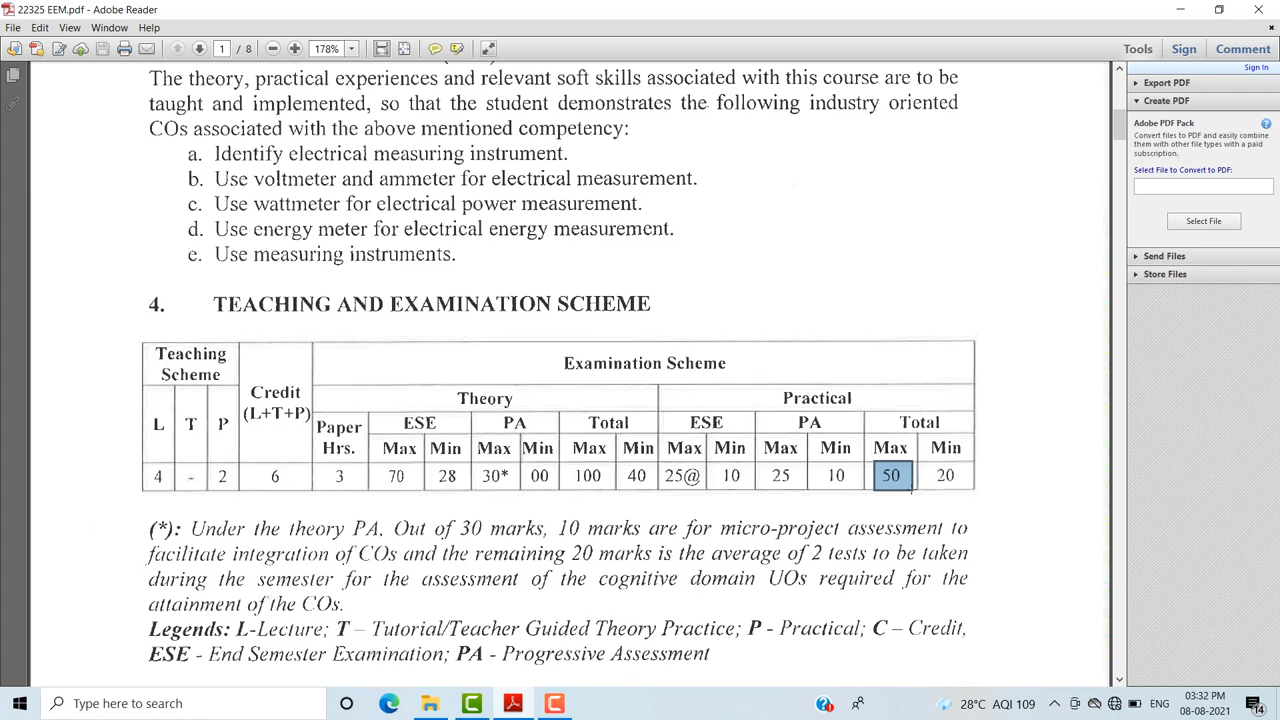 22325 EEM.pdf - Adobe Reader
File Edit View Window Help
1 / 8 178% Tools Sign Comment
Sign In
Export PDF
Create PDF
Adobe PDF Pack
Convert files to PDF and easily combine
them with other file types with a paid
subscription.
Select File to Convert to PDF:
Select File
Send Files
Store Files
The theory, practical experiences and relevant soft skills associated with this course are to be
taught and implemented, so that the student demonstrates the following industry oriented
COs associated with the above mentioned competency:
a. Identify electrical measuring instrument.
b. Use voltmeter and ammeter for electrical measurement.
c. Use wattmeter for electrical power measurement.
d. Use energy meter for electrical energy measurement.
e. Use measuring instruments.
4. TEACHING AND EXAMINATION SCHEME
Teaching
Scheme
Credit
(L+T+P)
Examination Scheme
Theory Practical
L T P
Paper
Hrs.
ESE PA Total ESE PA Total
Max Min Max Min Max Min Max Min Max Min Max Min
4 - 2 6 3 70 28 30* 00 100 40 25@ 10 25 10 50 20
(*): Under the theory PA, Out of 30 marks, 10 marks are for micro-project assessment to
facilitate integration of COs and the remaining 20 marks is the average of 2 tests to be taken
during the semester for the assessment of the cognitive domain UOs required for the
attainment of the COs.
Legends: L-Lecture; T – Tutorial/Teacher Guided Theory Practice; P - Practical; C – Credit,
ESE - End Semester Examination; PA - Progressive Assessment
Type here to search
28°C AQI 109 ENG
03:32 PM
08-08-2021
14